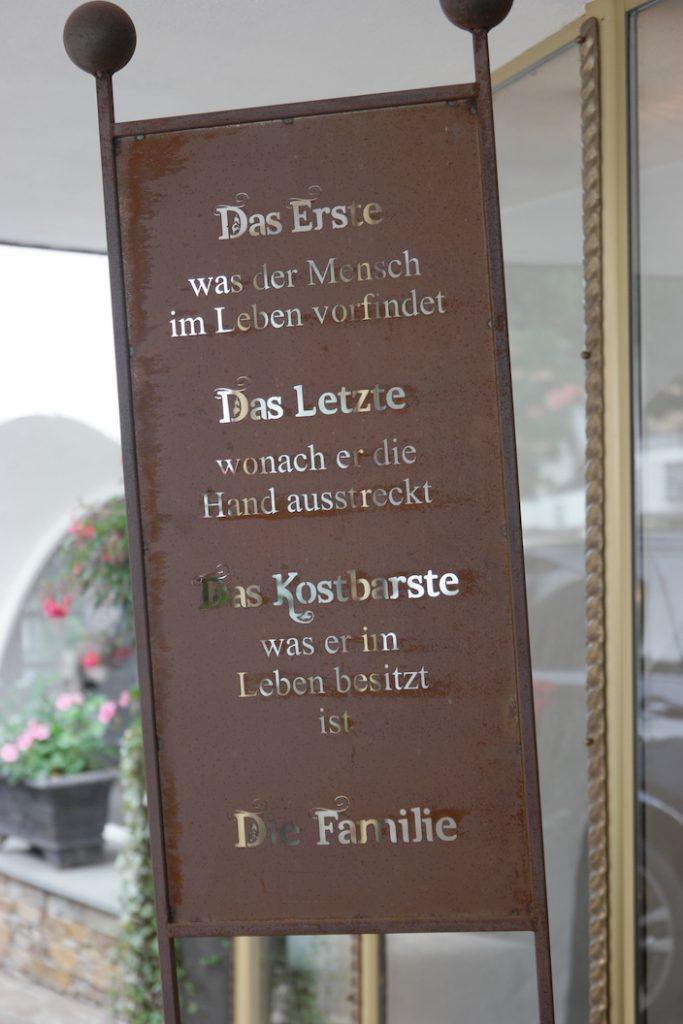 Das Erste
was der Mensch
im Leben vorfindet
Das Letzte
wonach er die
Hand ausstreckt
Das Kostbarste
was er im
Leben besitzt
ist
Die Familie